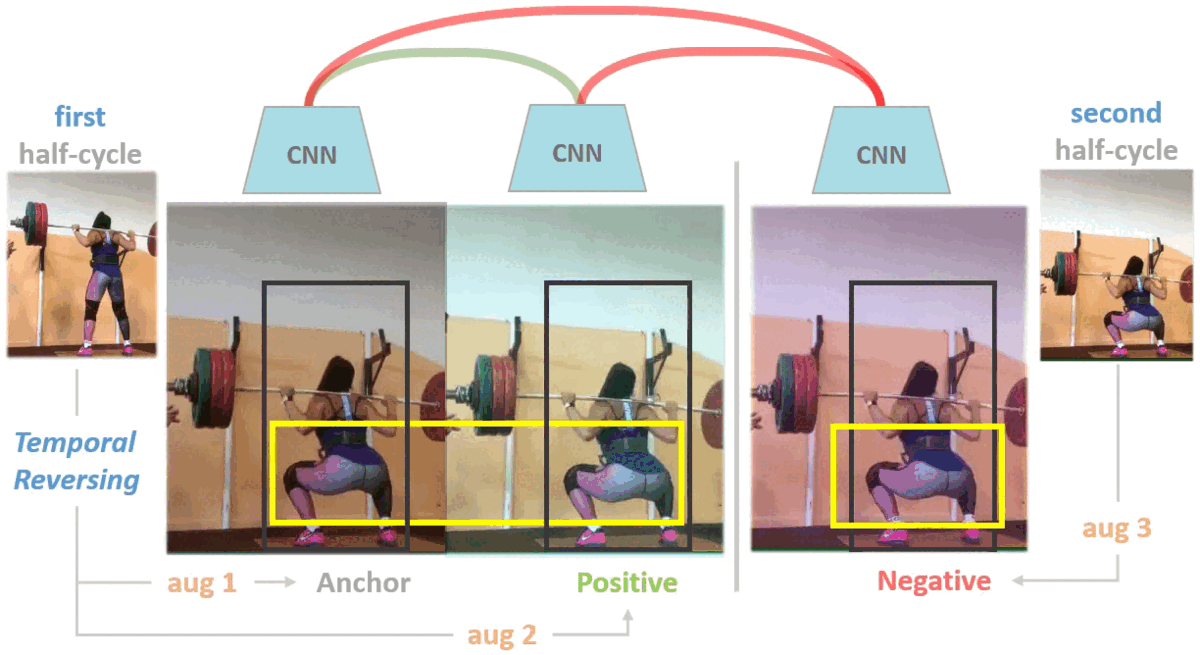 CNN
CNN
CNN
first
half-cycle
second
half-cycle
Temporal
Reversing
aug 1
Anchor
Positive
Negative
aug 3
aug 2